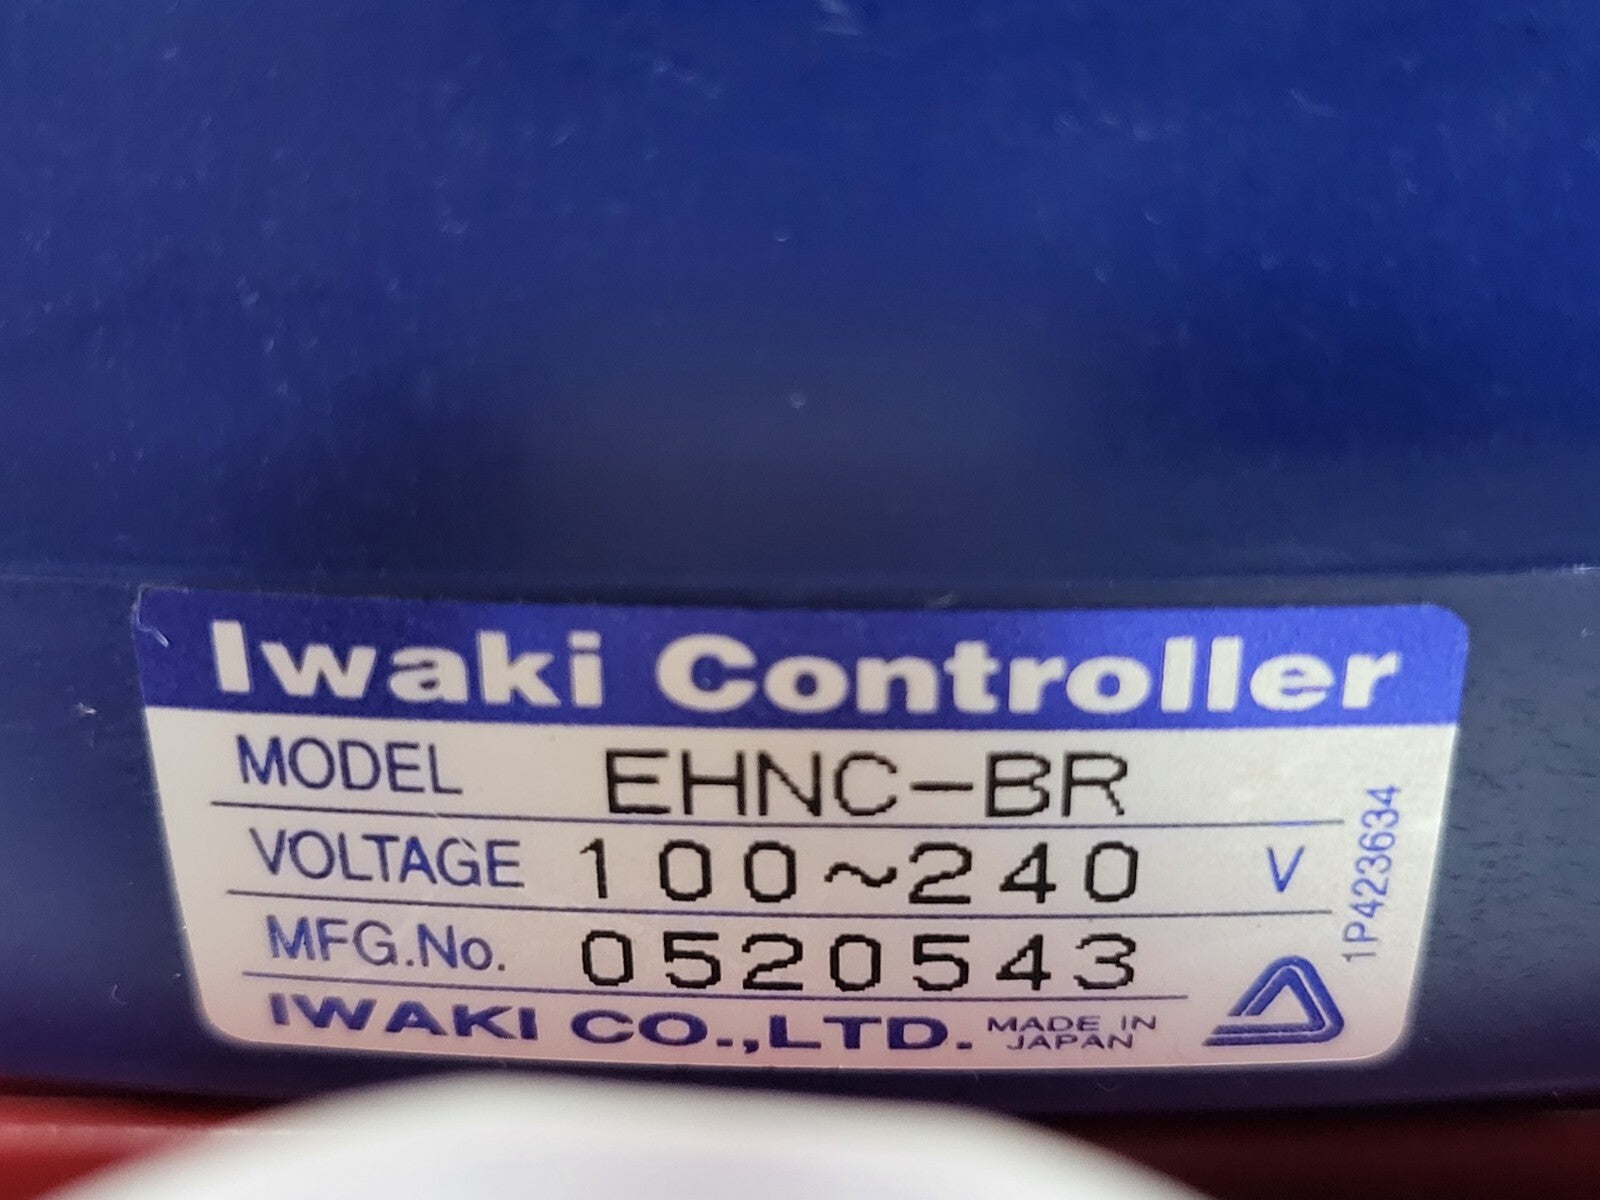 Iwaki Controller
MODEL EHNC-BR
VOLTAGE 100~240 V
MFG.No. 0520543
IWAKI CO.,LTD. MADE IN
JAPAN
1P423634